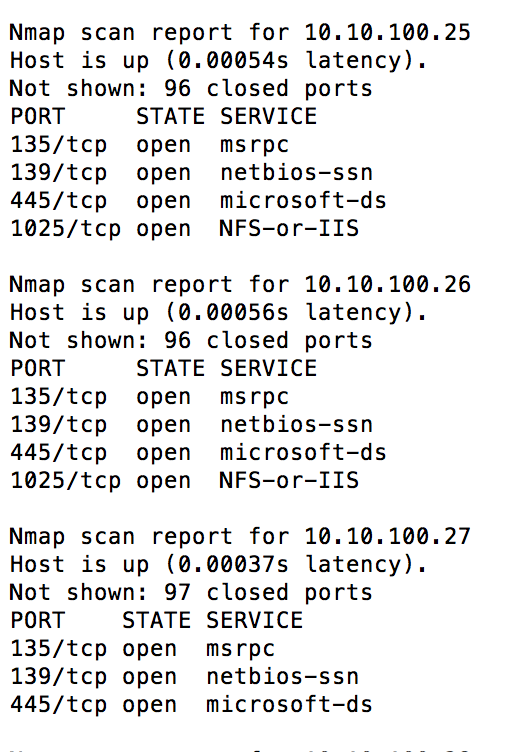 Nmap scan report for 10.10.100.25
Host is up (0.00054s latency).
Not shown: 96 closed ports
PORT     STATE SERVICE
135/tcp  open  msrpc
139/tcp  open  netbios-ssn
445/tcp  open  microsoft-ds
1025/tcp open  NFS-or-IIS

Nmap scan report for 10.10.100.26
Host is up (0.00056s latency).
Not shown: 96 closed ports
PORT     STATE SERVICE
135/tcp  open  msrpc
139/tcp  open  netbios-ssn
445/tcp  open  microsoft-ds
1025/tcp open  NFS-or-IIS

Nmap scan report for 10.10.100.27
Host is up (0.00037s latency).
Not shown: 97 closed ports
PORT    STATE SERVICE
135/tcp open  msrpc
139/tcp open  netbios-ssn
445/tcp open  microsoft-ds